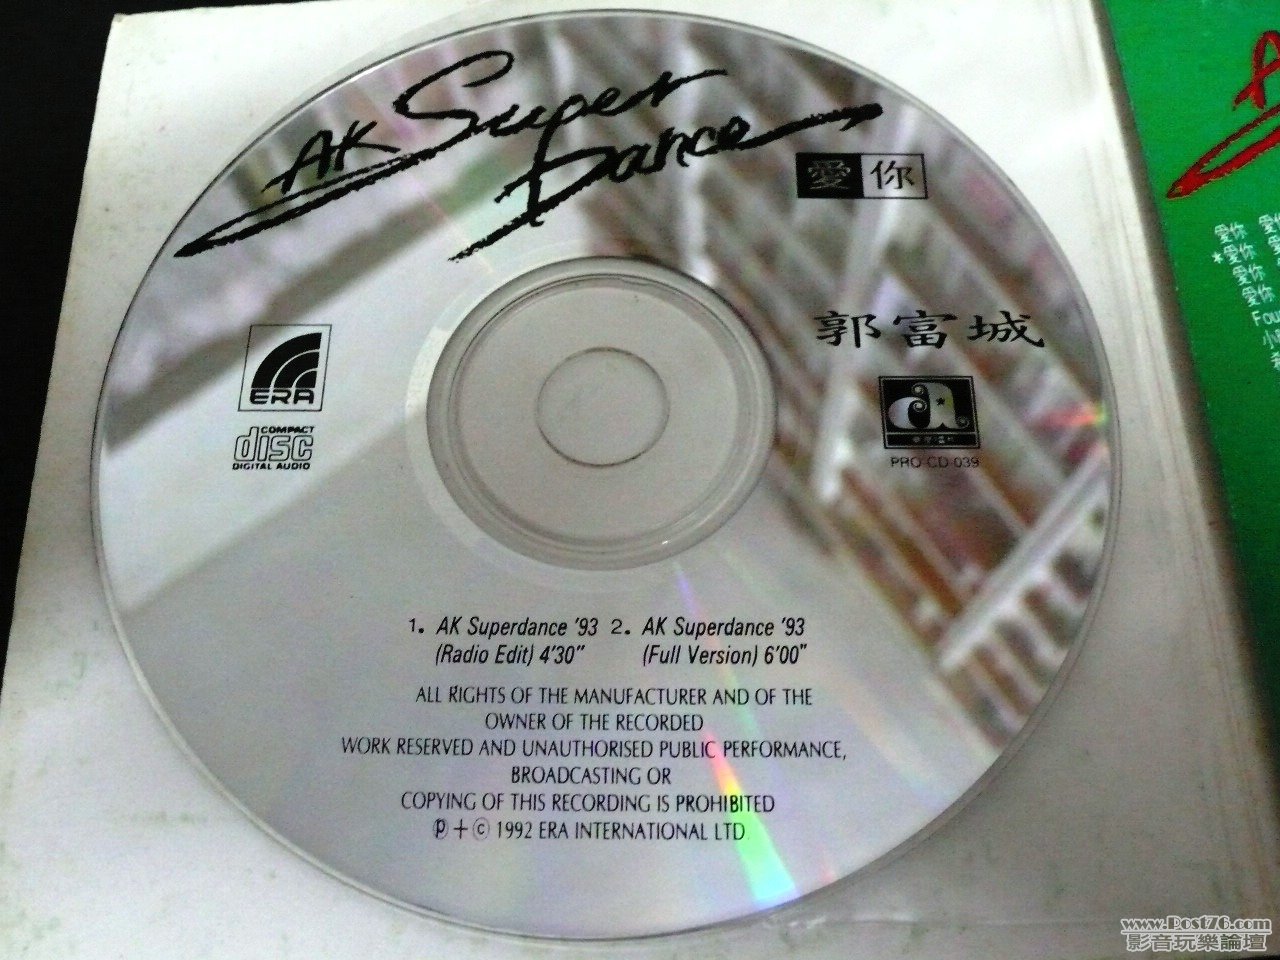 AK Super
Dance
愛你
郭富城
ERA
COMPACT
disc
DIGITAL AUDIO
a
PRO CD 039
1. AK Superdance '93 2. AK Superdance '93
(Radio Edit) 4'30" (Full Version) 6'00"
ALL RIGHTS OF THE MANUFACTURER AND OF THE
OWNER OF THE RECORDED
WORK RESERVED AND UNAUTHORISED PUBLIC PERFORMANCE,
BROADCASTING OR
COPYING OF THIS RECORDING IS PROHIBITED
℗+© 1992 ERA INTERNATIONAL LTD
愛你
*愛你
愛你
愛你
www.Post76.com
影音玩樂論壇